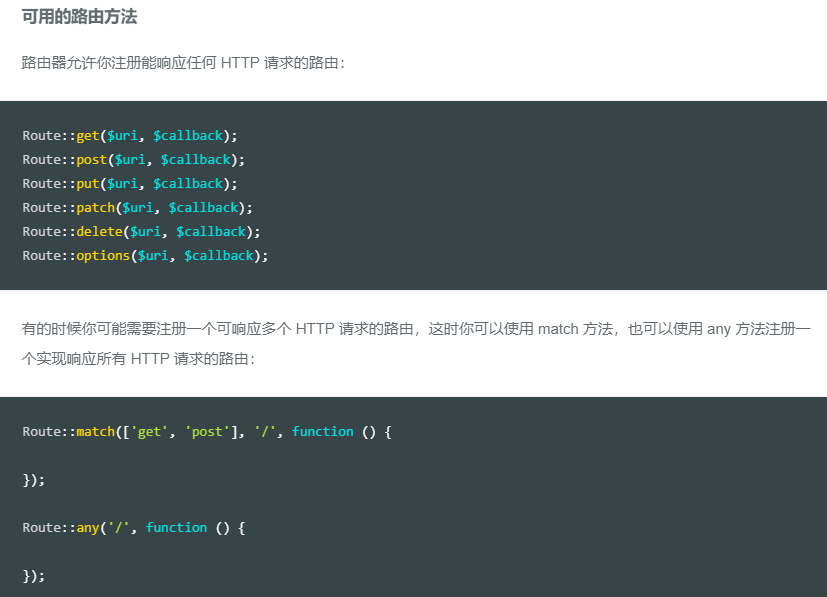 可用的路由方法
路由器允许你注册能响应任何 HTTP 请求的路由：
Route::get($uri, $callback);
Route::post($uri, $callback);
Route::put($uri, $callback);
Route::patch($uri, $callback);
Route::delete($uri, $callback);
Route::options($uri, $callback);
有的时候你可能需要注册一个可响应多个 HTTP 请求的路由，这时你可以使用 match 方法，也可以使用 any 方法注册一
个实现响应所有 HTTP 请求的路由：
Route::match(['get', 'post'], '/', function () {
});
Route::any('/', function () {
});